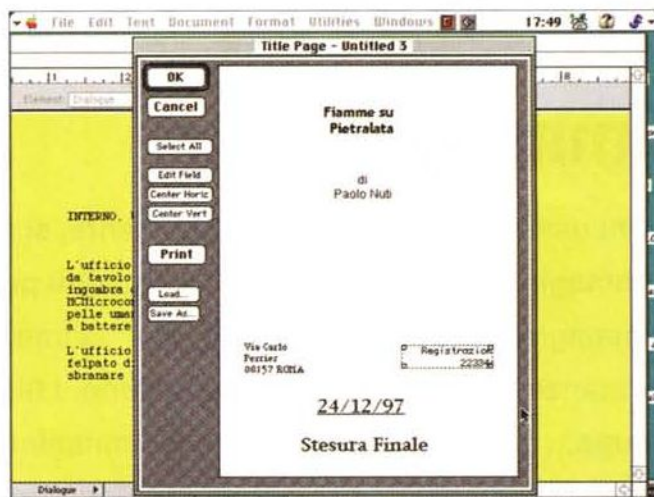 File Edit Text Document Format Utilities Windows 17:49
Title Page - Untitled 3
OK
Cancel
Select All
Edit Field
Center Horiz
Center Vert
Print
Load...
Save As...
Fiamme su
Pietralata
di
Paolo Nuti
Via Carlo
Perrier
00157 ROMA
Registrazion
22334
24/12/97
Stesura Finale
Element: Dialogue
INTERNO,
L'ufficio
da tavolo
ingombra
MCMicrocom
pelle uman
a battere
L'ufficio
felpato di
sbranare
Dialogue